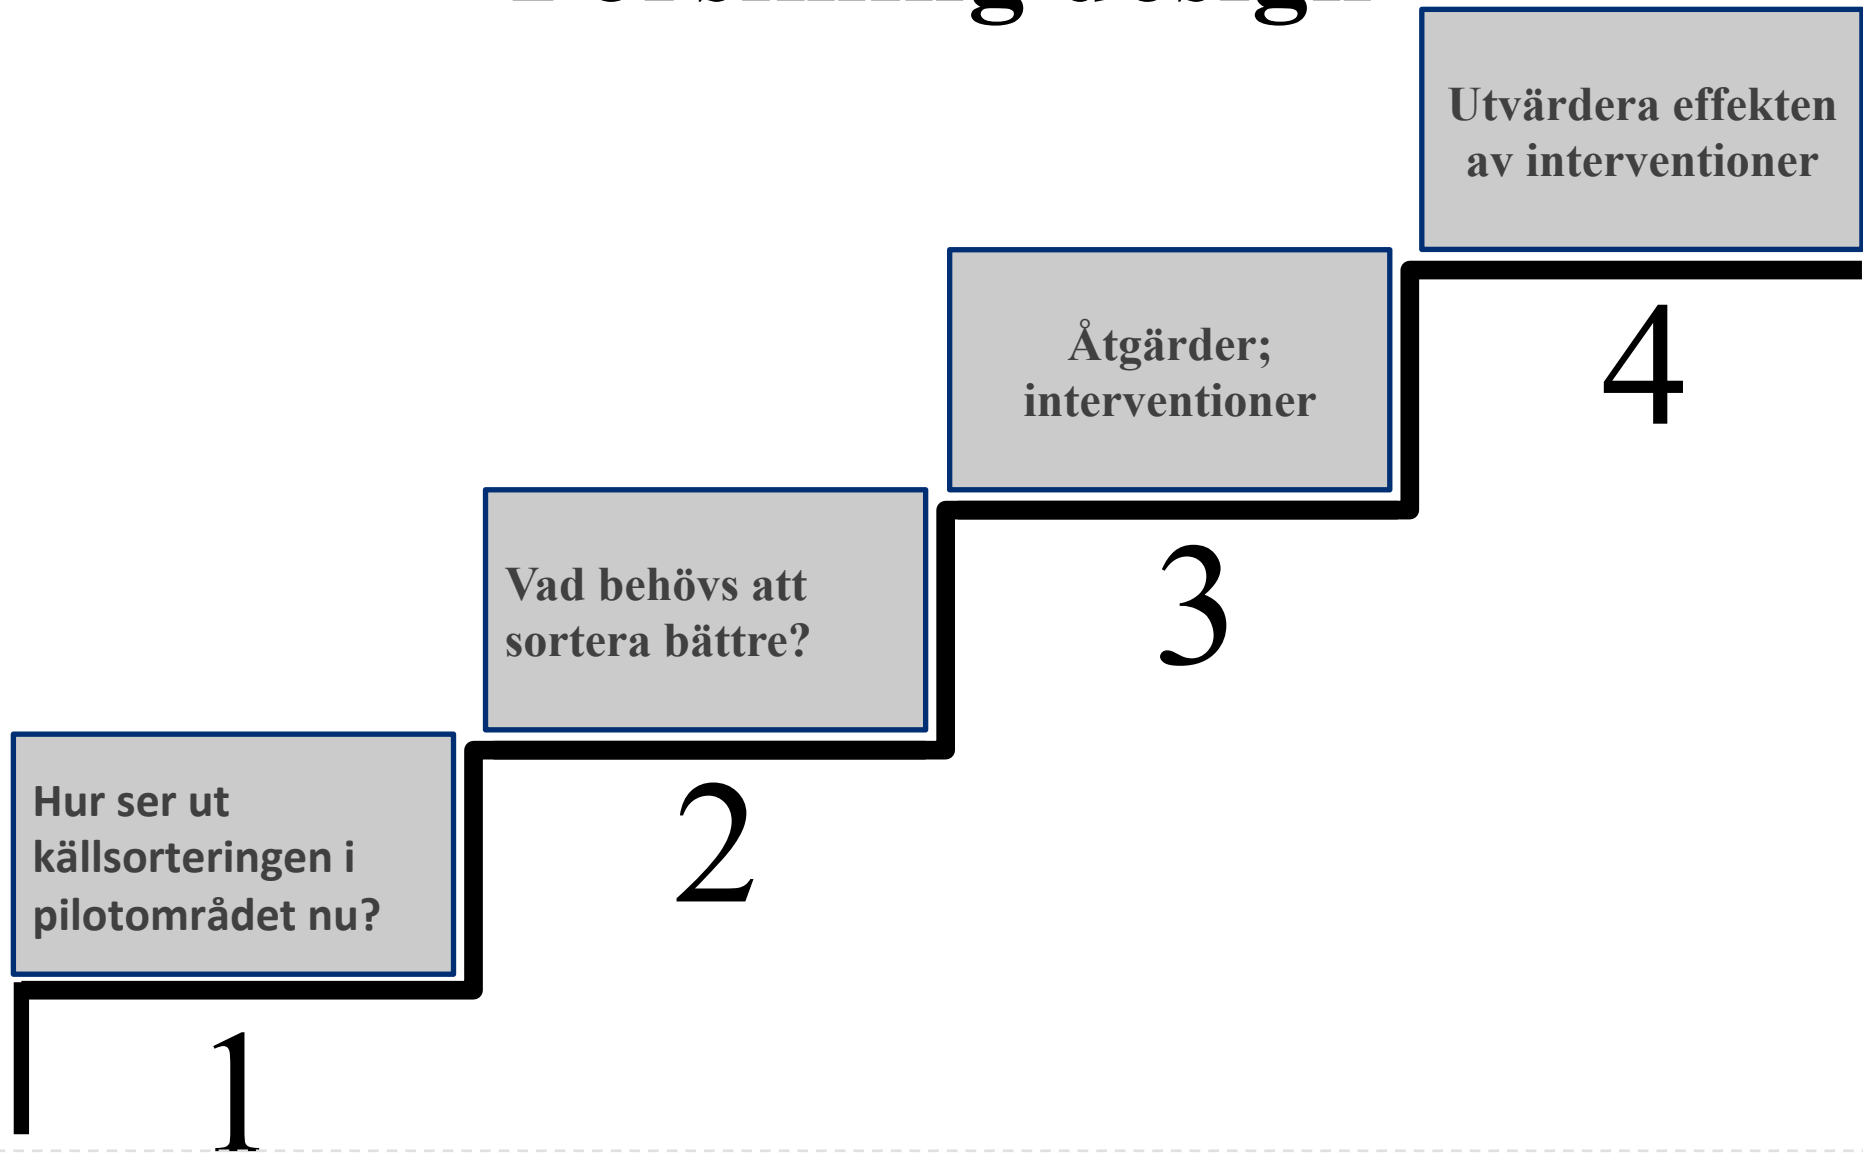 Utvärdera effekten
av interventioner
4
Åtgärder;
interventioner
3
Vad behövs att
sortera bättre?
2
Hur ser ut
källsorteringen i
pilotområdet nu?
1